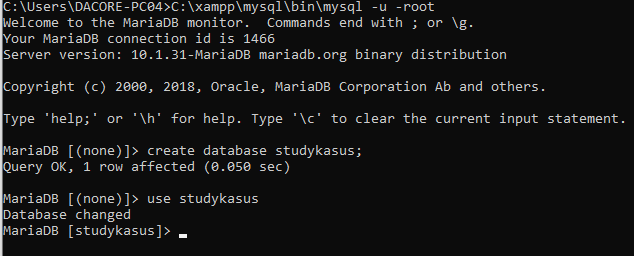 C:\Users\DACORE-PC04>C:\xampp\mysql\bin\mysql -u -root
Welcome to the MariaDB monitor.  Commands end with ; or \g.
Your MariaDB connection id is 1466
Server version: 10.1.31-MariaDB mariadb.org binary distribution
Copyright (c) 2000, 2018, Oracle, MariaDB Corporation Ab and others.
Type 'help;' or '\h' for help. Type '\c' to clear the current input statement.
MariaDB [(none)]> create database studykasus;
Query OK, 1 row affected (0.050 sec)
MariaDB [(none)]> use studykasus
Database changed
MariaDB [studykasus]>